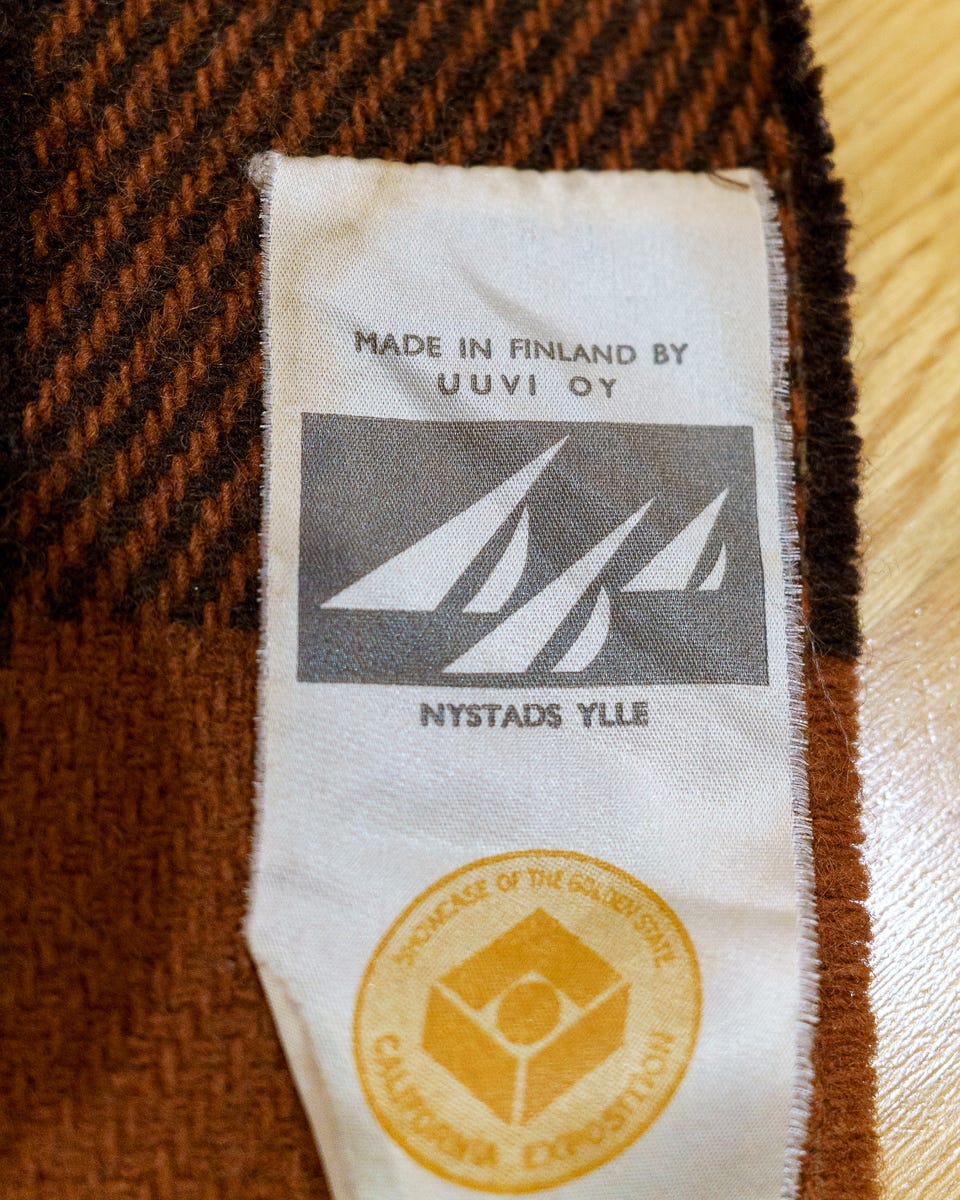 MADE IN FINLAND BY
UUVI OY
NYSTADS YLLE
SHOWCASE OF THE GOLDEN STATE
CALIFORNIA EXPOSITION